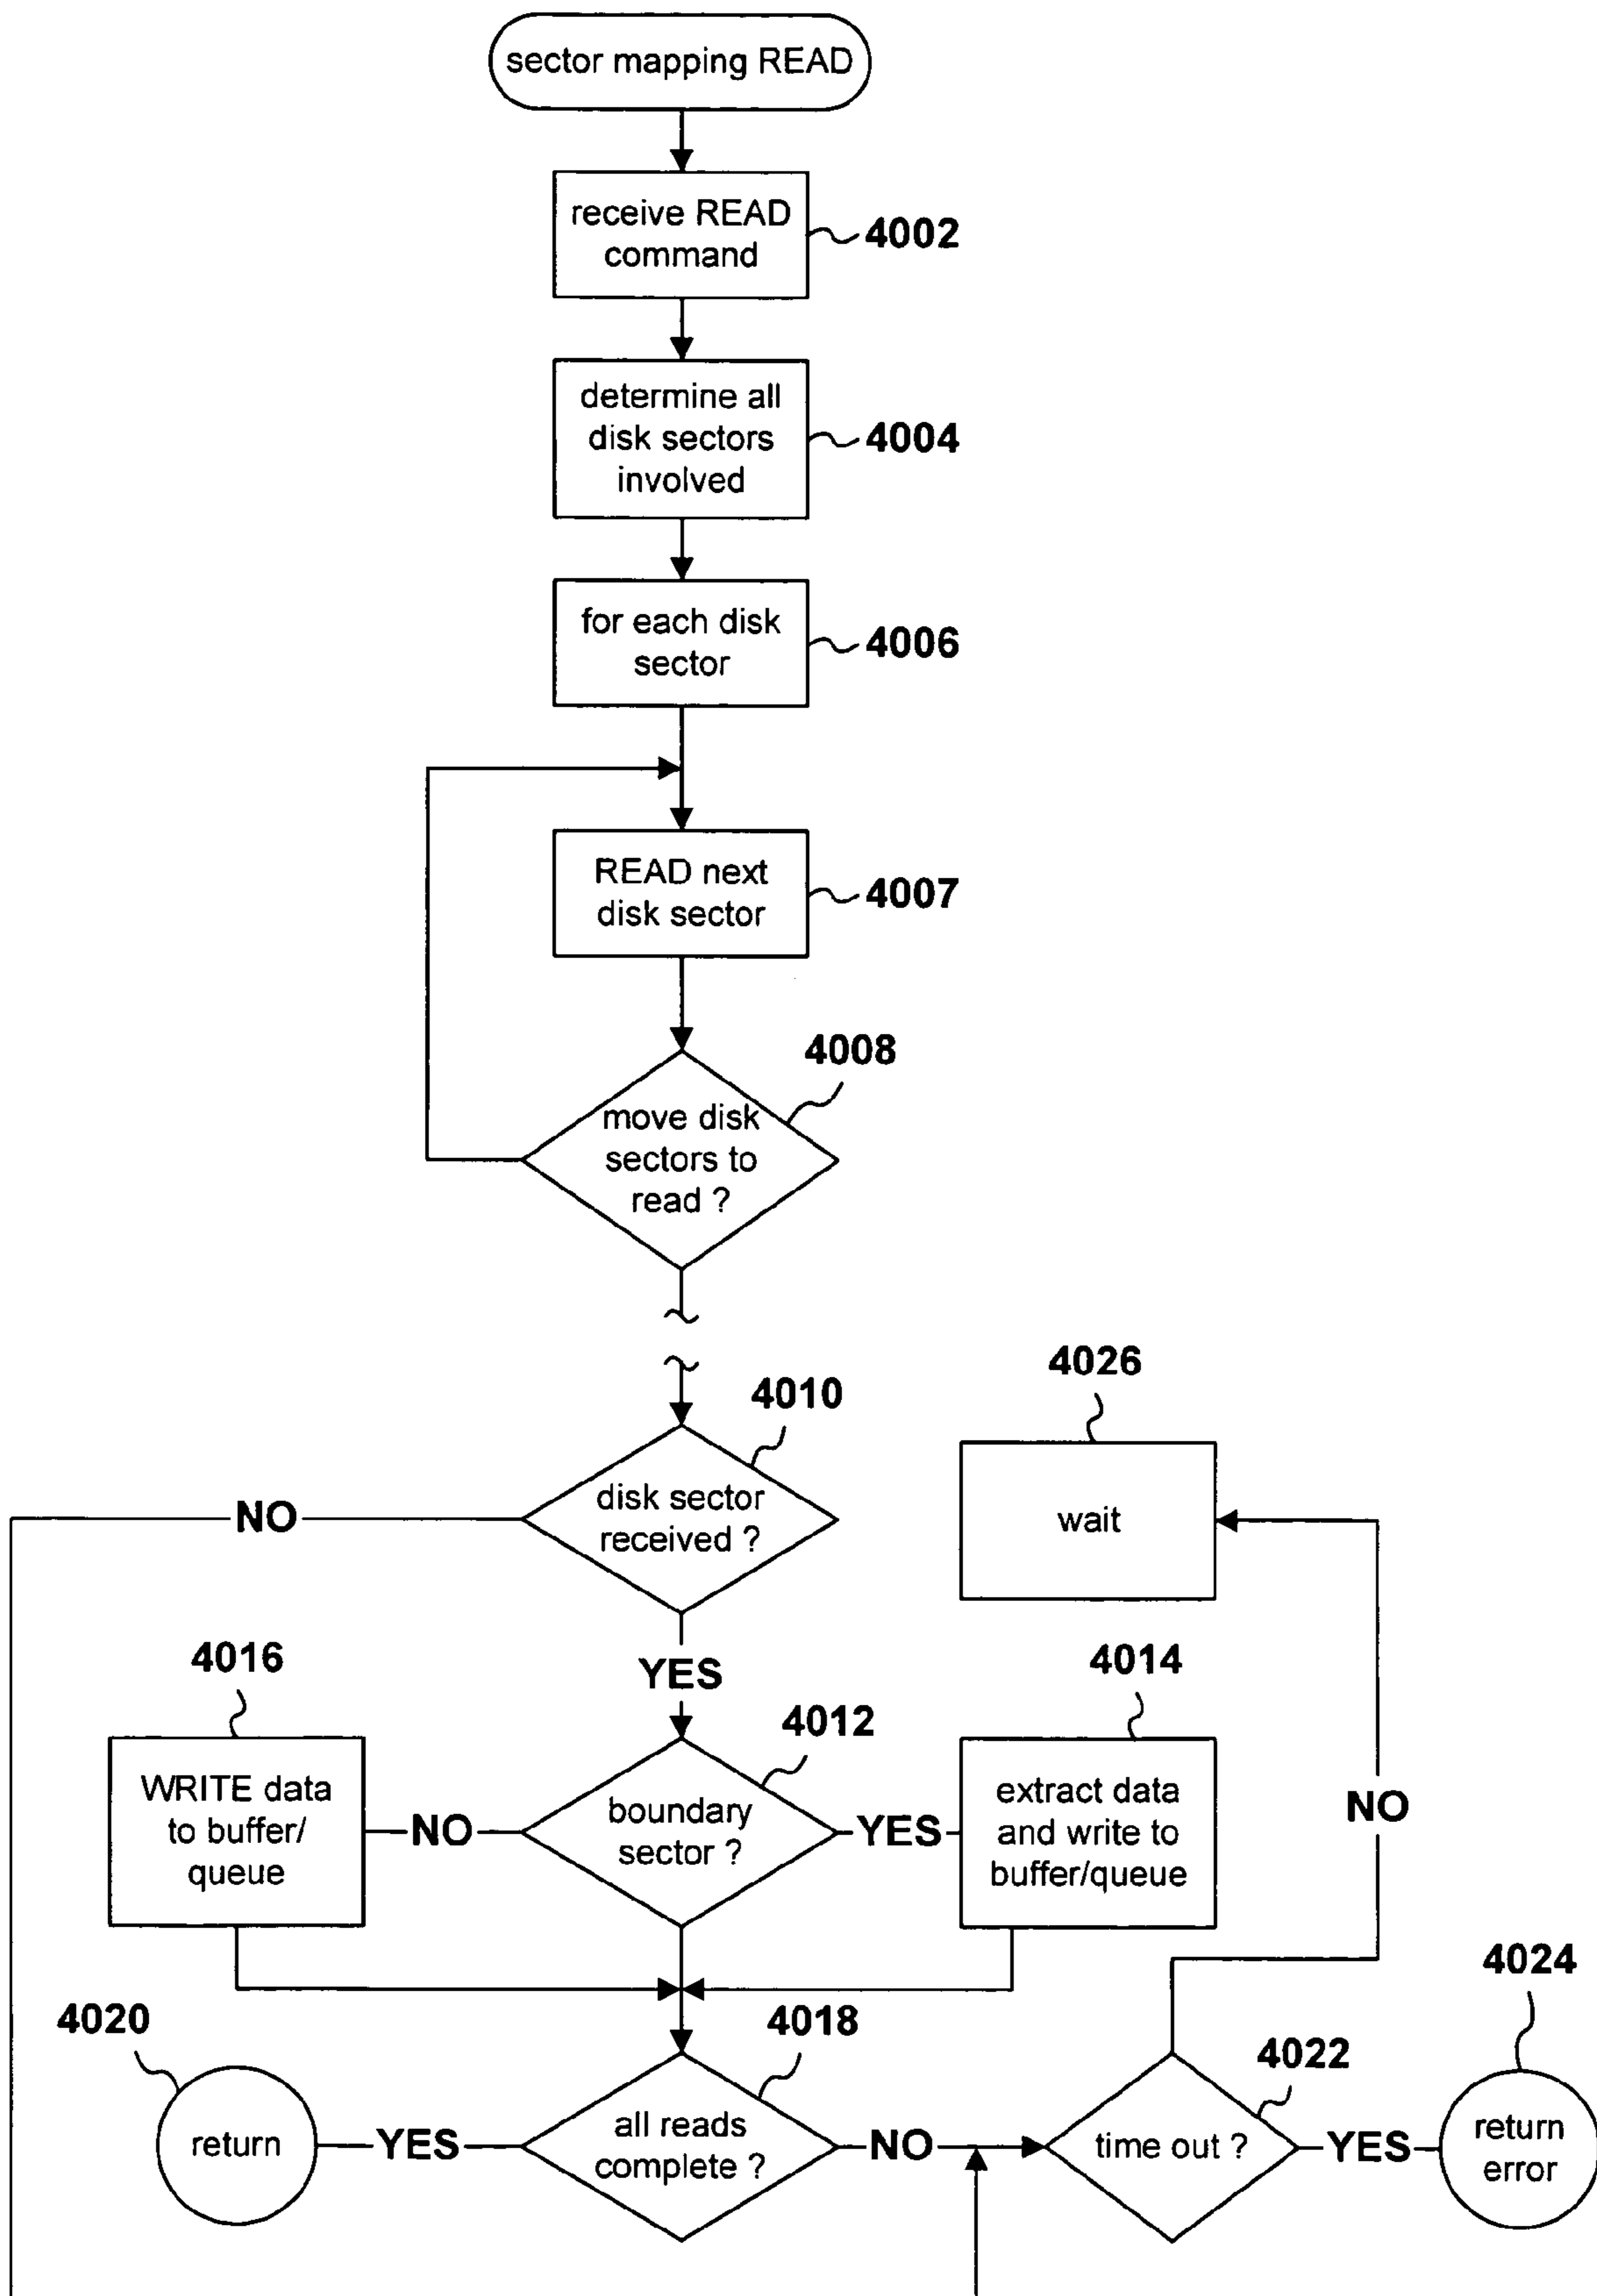 sector mapping READ
receive READ
command
4002
determine all
disk sectors
involved
4004
for each disk
sector
4006
READ next
disk sector
4007
4008
move disk
sectors to
read ?
4026
4010
disk sector
received ?
NO
wait
YES
4016
4014
4012
WRITE data
to buffer/
queue
NO
boundary
sector ?
YES
extract data
and write to
buffer/queue
NO
4024
4020
4018
4022
return
YES
all reads
complete ?
NO
time out ?
YES
return
error